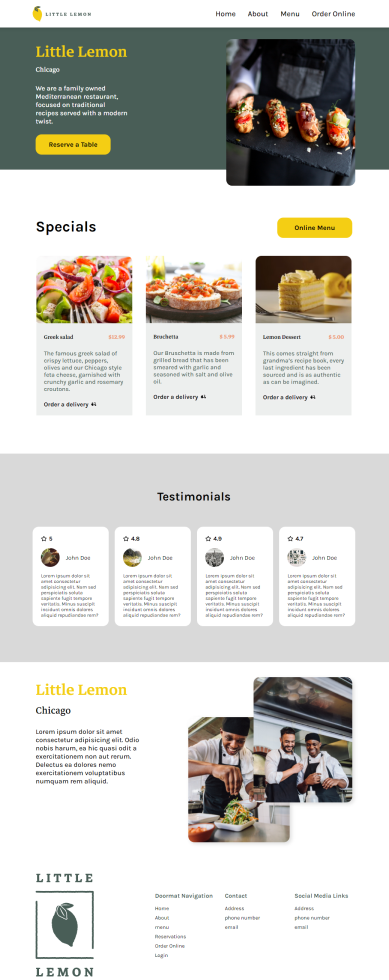 LITTLE LEMON
Home About Menu Order Online
Little Lemon
Chicago
We are a family owned
Mediterranean restaurant,
focused on traditional
recipes served with a modern
twist.
Reserve a Table
Specials
Online Menu
Greek salad $12.99
The famous greek salad of
crispy lettuce, peppers,
olives and our Chicago style
feta cheese, garnished with
crunchy garlic and rosemary
croutons.
Order a delivery
Bruchetta $ 5.99
Our Bruschetta is made from
grilled bread that has been
smeared with garlic and
seasoned with salt and olive
oil.
Order a delivery
Lemon Dessert $ 5.00
This comes straight from
grandma's recipe book, every
last ingredient has been
sourced and is as authentic
as can be imagined.
Order a delivery
Testimonials
5
John Doe
Lorem ipsum dolor sit
amet consectetur
adipisicing elit. Nam sed
perspiciatis soluta
sapiente fugit tempore
veritatis. Minus suscipit
incidunt omnis dolores
aliquid repudiandae rem?
4.8
John Doe
Lorem ipsum dolor sit
amet consectetur
adipisicing elit. Nam sed
perspiciatis soluta
sapiente fugit tempore
veritatis. Minus suscipit
incidunt omnis dolores
aliquid repudiandae rem?
4.9
John Doe
Lorem ipsum dolor sit
amet consectetur
adipisicing elit. Nam sed
perspiciatis soluta
sapiente fugit tempore
veritatis. Minus suscipit
incidunt omnis dolores
aliquid repudiandae rem?
4.7
John Doe
Lorem ipsum dolor sit
amet consectetur
adipisicing elit. Nam sed
perspiciatis soluta
sapiente fugit tempore
veritatis. Minus suscipit
incidunt omnis dolores
aliquid repudiandae rem?
Little Lemon
Chicago
Lorem ipsum dolor sit amet
consectetur adipisicing elit. Odio
nobis harum, ea hic quasi odit a
exercitationem non aut rerum.
Delectus ea dolores nemo
exercitationem voluptatibus
numquam rem aliquid.
LITTLE
LEMON
Doormat Navigation
Home
About
menu
Reservations
Order Online
Login
Contact
Address
phone number
email
Social Media Links
Address
phone number
email